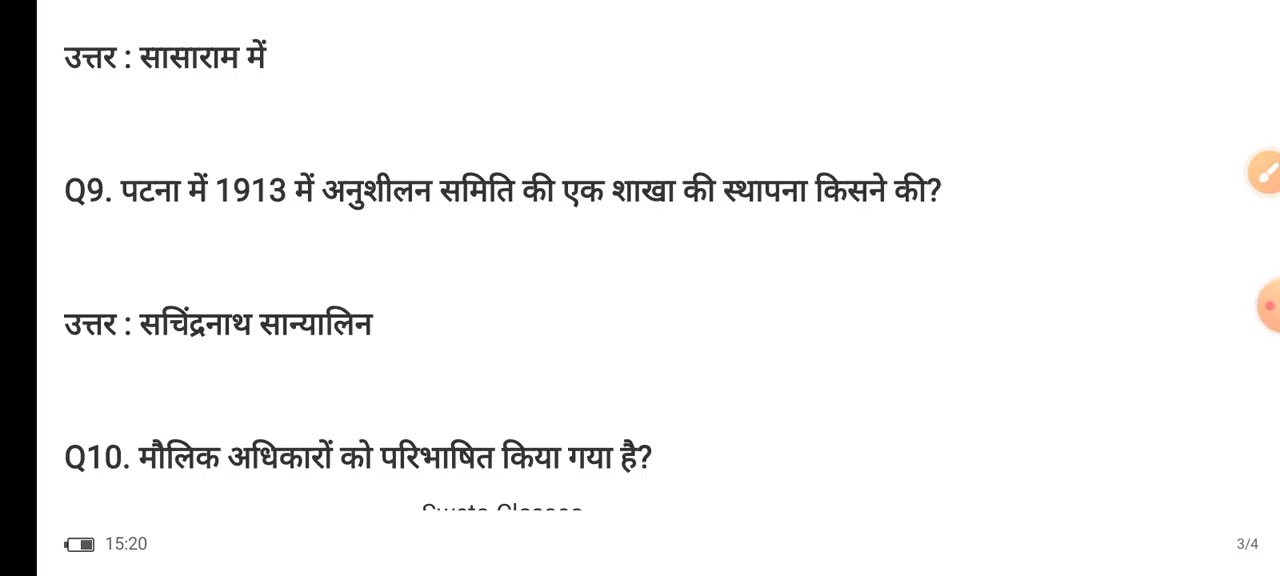 उत्तर : सासाराम में
Q9. पटना में 1913 में अनुशीलन समिति की एक शाखा की स्थापना किसने की?
उत्तर : सचिंद्रनाथ सान्यालिन
Q10. मौलिक अधिकारों को परिभाषित किया गया है?
15:20
3/4